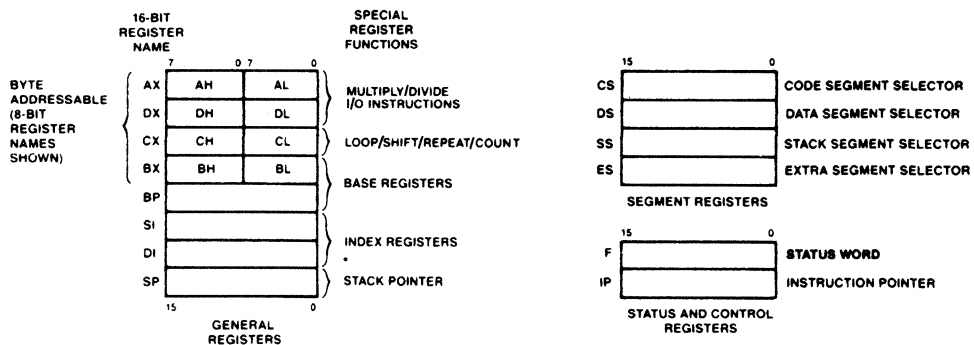 16-BIT
REGISTER
NAME
SPECIAL
REGISTER
FUNCTIONS
7 0 7 0
BYTE
ADDRESSABLE
(8-BIT
REGISTER
NAMES
SHOWN)
AX AH AL
DX DH DL
CX CH CL
BX BH BL
BP
SI
DI
SP
MULTIPLY/DIVIDE
I/O INSTRUCTIONS
LOOP/SHIFT/REPEAT/COUNT
BASE REGISTERS
INDEX REGISTERS
STACK POINTER
15 0
GENERAL
REGISTERS
15 0
CS CODE SEGMENT SELECTOR
DS DATA SEGMENT SELECTOR
SS STACK SEGMENT SELECTOR
ES EXTRA SEGMENT SELECTOR
SEGMENT REGISTERS
15 0
F STATUS WORD
IP INSTRUCTION POINTER
STATUS AND CONTROL
REGISTERS